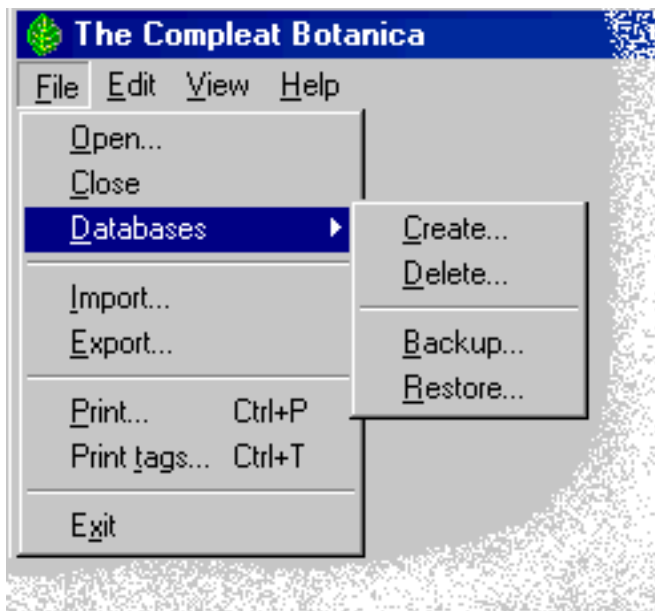 The Compleat Botanica
File Edit View Help
Open...
Close
Databases
Create...
Delete...
Backup...
Restore...
Import...
Export...
Print... Ctrl+P
Print tags... Ctrl+T
Exit